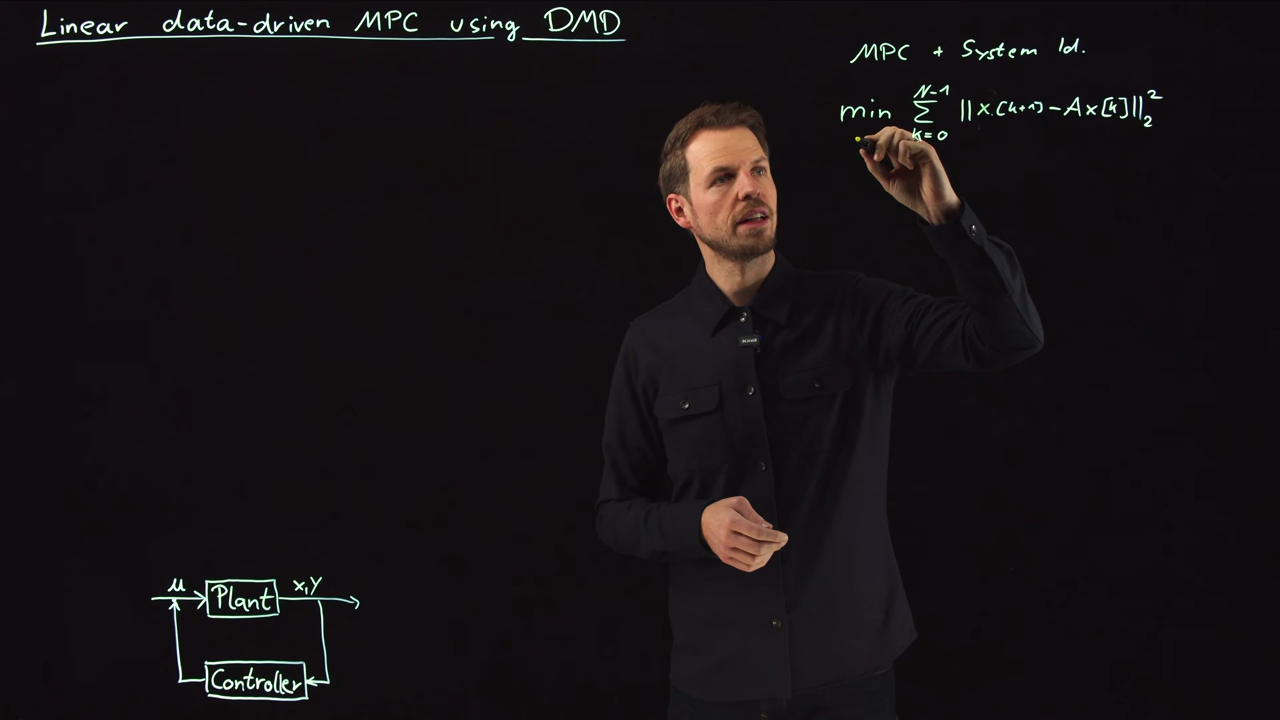 Linear data-driven MPC using DMD
MPC + System Id.
min Σ_{k=0}^{N-1} ||x[k+1] - Ax[k]||_2^2
u Plant x,y
Controller